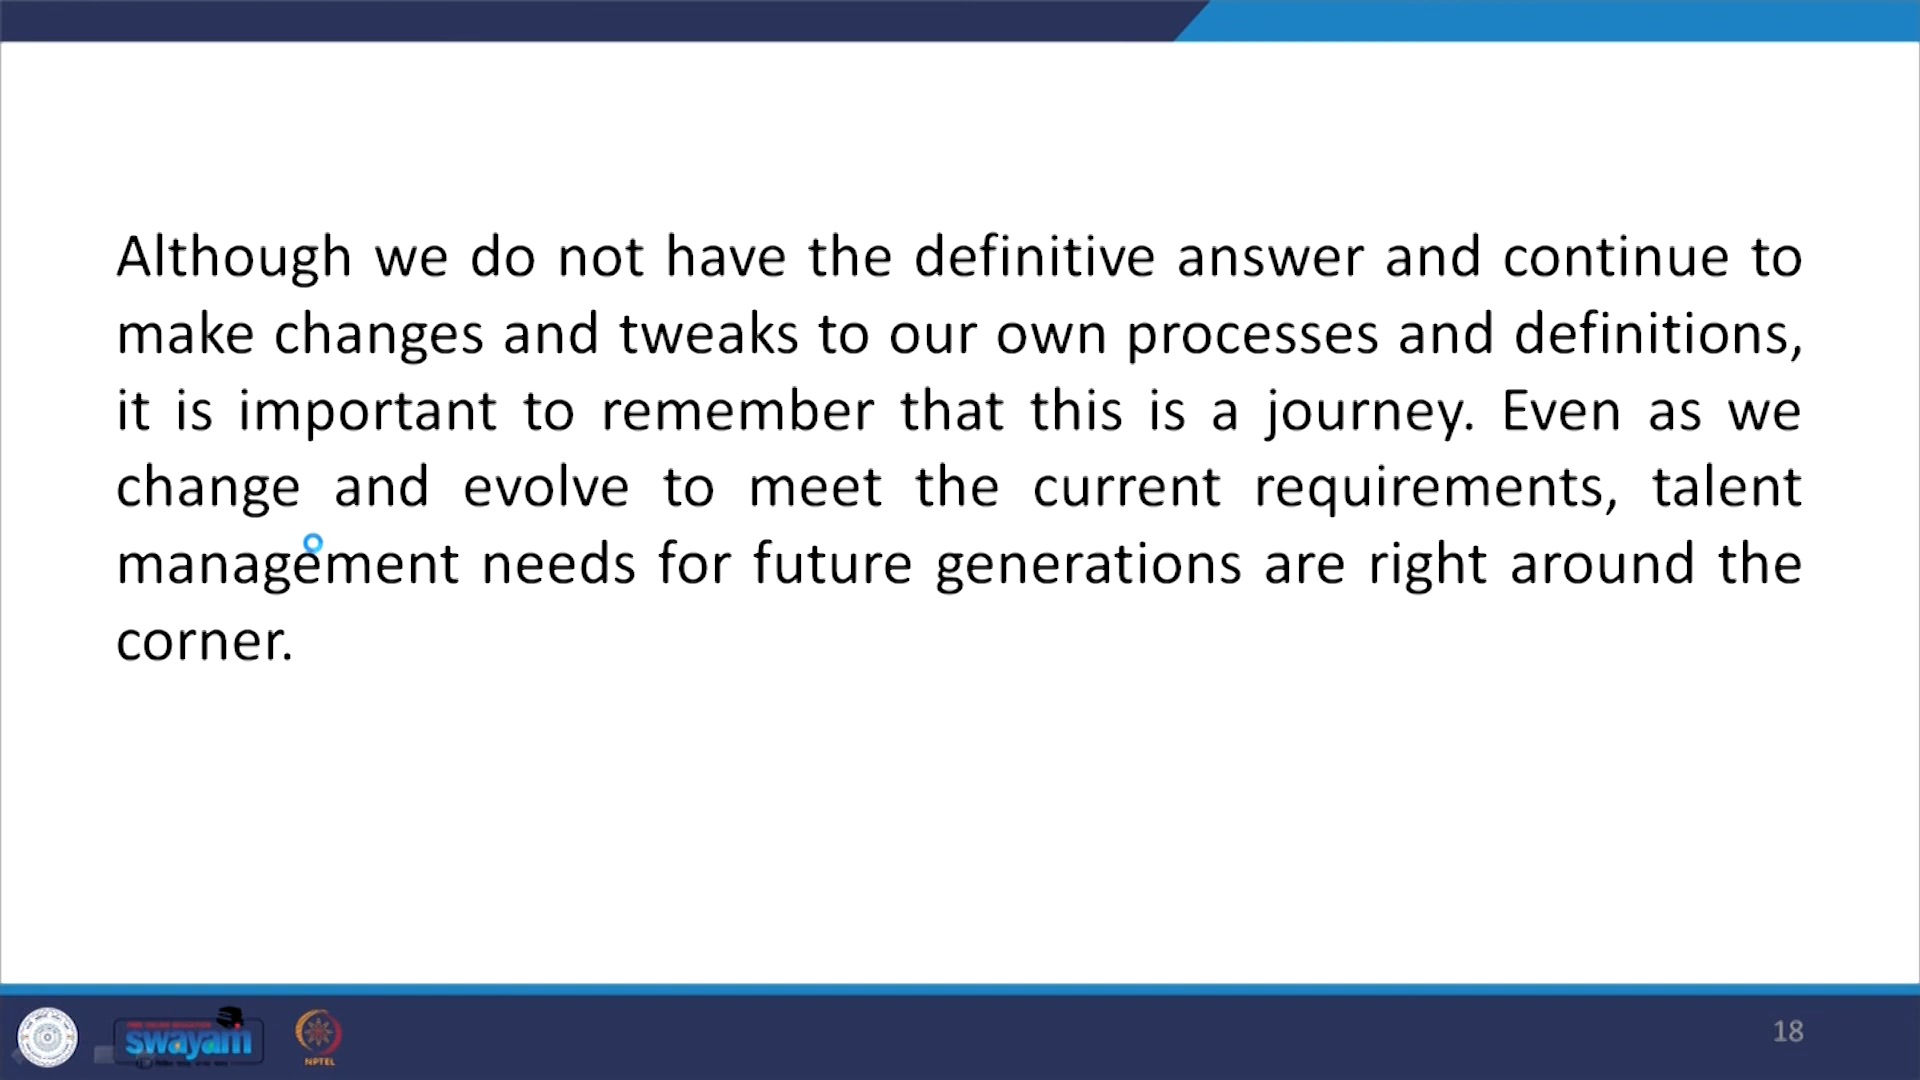 Although we do not have the definitive answer and continue to
make changes and tweaks to our own processes and definitions,
it is important to remember that this is a journey. Even as we
change and evolve to meet the current requirements, talent
management needs for future generations are right around the
corner.
swayam
NPTEL
18